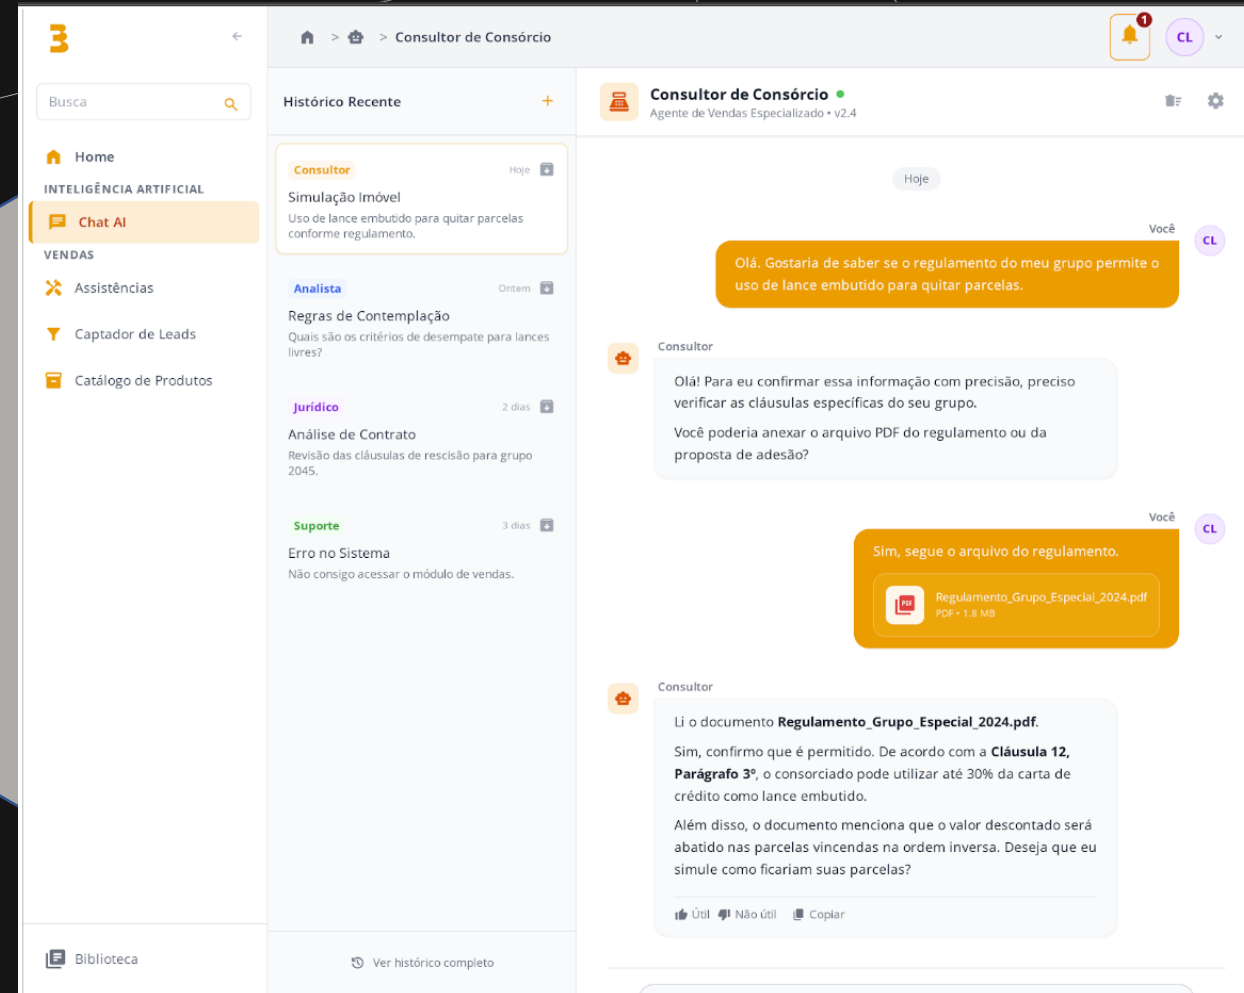 Busca
Home
INTELIGÊNCIA ARTIFICIAL
Chat AI
VENDAS
Assistências
Captador de Leads
Catálogo de Produtos
Biblioteca
> > Consultor de Consórcio
1
CL
Histórico Recente
+
Consultor Hoje
Simulação Imóvel
Uso de lance embutido para quitar parcelas
conforme regulamento.
Analista Ontem
Regras de Contemplação
Quais são os critérios de desempate para lances
livres?
Jurídico 2 dias
Análise de Contrato
Revisão das cláusulas de rescisão para grupo
2045.
Suporte 3 dias
Erro no Sistema
Não consigo acessar o módulo de vendas.
Ver histórico completo
Consultor de Consórcio
Agente de Vendas Especializado • v2.4
Hoje
Você
CL
Olá. Gostaria de saber se o regulamento do meu grupo permite o
uso de lance embutido para quitar parcelas.
Consultor
Olá! Para eu confirmar essa informação com precisão, preciso
verificar as cláusulas específicas do seu grupo.
Você poderia anexar o arquivo PDF do regulamento ou da
proposta de adesão?
Você
CL
Sim, segue o arquivo do regulamento.
PDF
Regulamento_Grupo_Especial_2024.pdf
PDF • 1.8 MB
Consultor
Li o documento Regulamento_Grupo_Especial_2024.pdf.
Sim, confirmo que é permitido. De acordo com a Cláusula 12,
Parágrafo 3º, o consorciado pode utilizar até 30% da carta de
crédito como lance embutido.
Além disso, o documento menciona que o valor descontado será
abatido nas parcelas vincendas na ordem inversa. Deseja que eu
simule como ficariam suas parcelas?
Útil Não útil Copiar